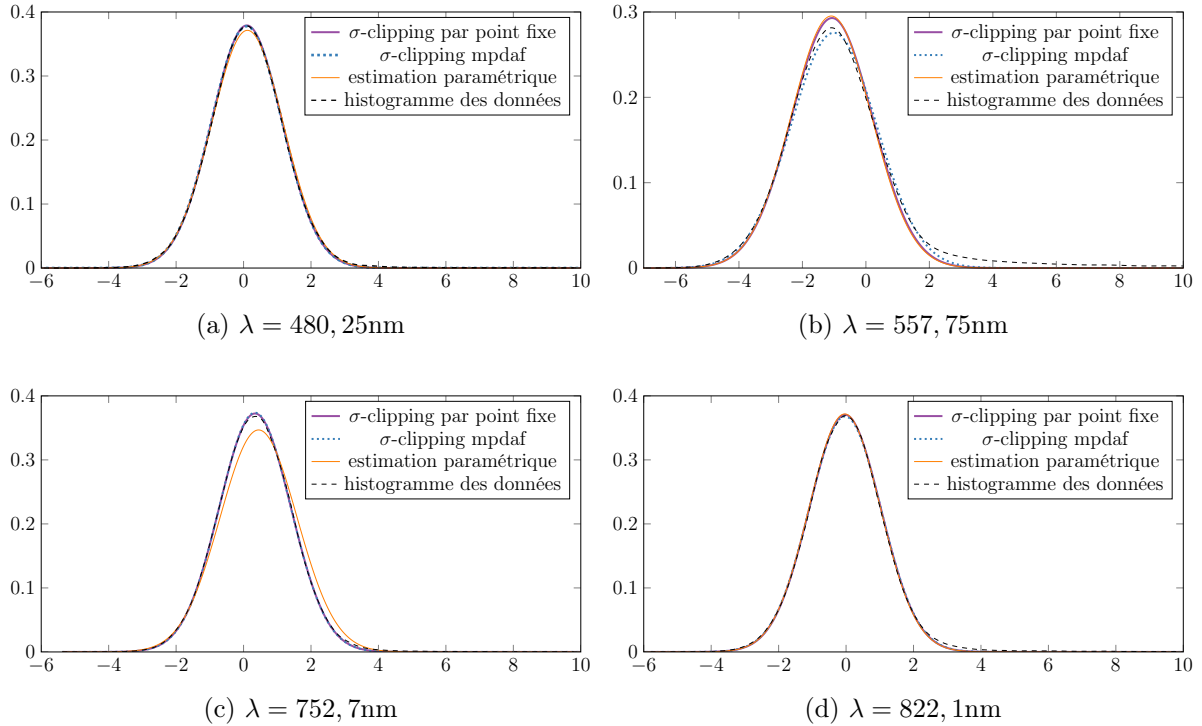 0.4
0.3
0.2
0.1
0
−6 −4 −2 0 2 4 6 8 10
σ-clipping par point fixe
σ-clipping mpdaf
estimation paramétrique
histogramme des données
(a) λ = 480, 25nm
0.3
0.2
0.1
0
−6 −4 −2 0 2 4 6 8 10
σ-clipping par point fixe
σ-clipping mpdaf
estimation paramétrique
histogramme des données
(b) λ = 557, 75nm
0.4
0.3
0.2
0.1
0
−6 −4 −2 0 2 4 6 8 10
σ-clipping par point fixe
σ-clipping mpdaf
estimation paramétrique
histogramme des données
(c) λ = 752, 7nm
0.4
0.3
0.2
0.1
0
−6 −4 −2 0 2 4 6 8 10
σ-clipping par point fixe
σ-clipping mpdaf
estimation paramétrique
histogramme des données
(d) λ = 822, 1nm